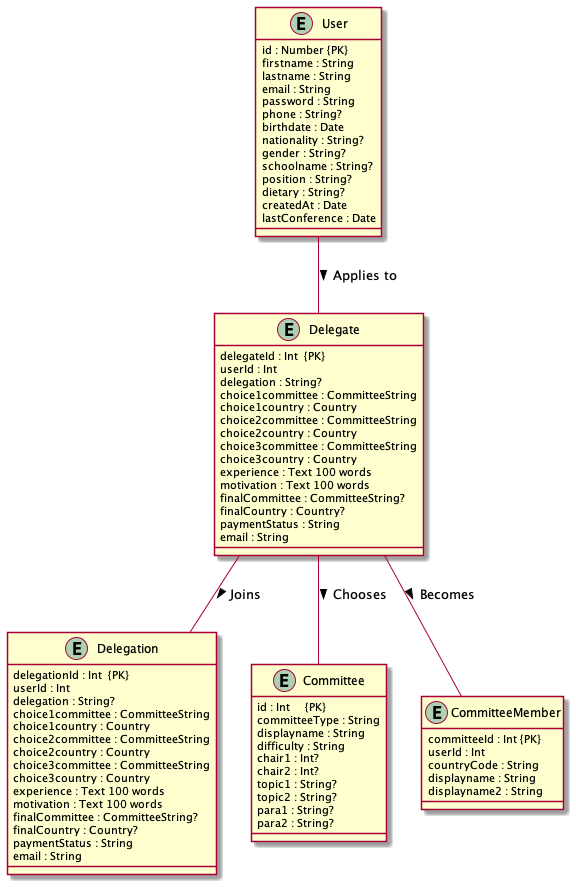 E User
id : Number {PK}
firstname : String
lastname : String
email : String
password : String
phone : String?
birthdate : Date
nationality : String?
gender : String?
schoolname : String?
position : String?
dietary : String?
createdAt : Date
lastConference : Date
Applies to
E Delegate
delegateId : Int {PK}
userId : Int
delegation : String?
choice1committee : CommitteeString
choice1country : Country
choice2committee : CommitteeString
choice2country : Country
choice3committee : CommitteeString
choice3country : Country
experience : Text 100 words
motivation : Text 100 words
finalCommittee : CommitteeString?
finalCountry : Country?
paymentStatus : String
email : String
Joins
Chooses
Becomes
E Delegation
delegationId : Int {PK}
userId : Int
delegation : String?
choice1committee : CommitteeString
choice1country : Country
choice2committee : CommitteeString
choice2country : Country
choice3committee : CommitteeString
choice3country : Country
experience : Text 100 words
motivation : Text 100 words
finalCommittee : CommitteeString?
finalCountry : Country?
paymentStatus : String
email : String
E Committee
id : Int {PK}
committeeType : String
displayname : String
difficulty : String
chair1 : Int?
chair2 : Int?
topic1 : String?
topic2 : String?
para1 : String?
para2 : String?
E CommitteeMember
committeeId : Int {PK}
userId : Int
countryCode : String
displayname : String
displayname2 : String